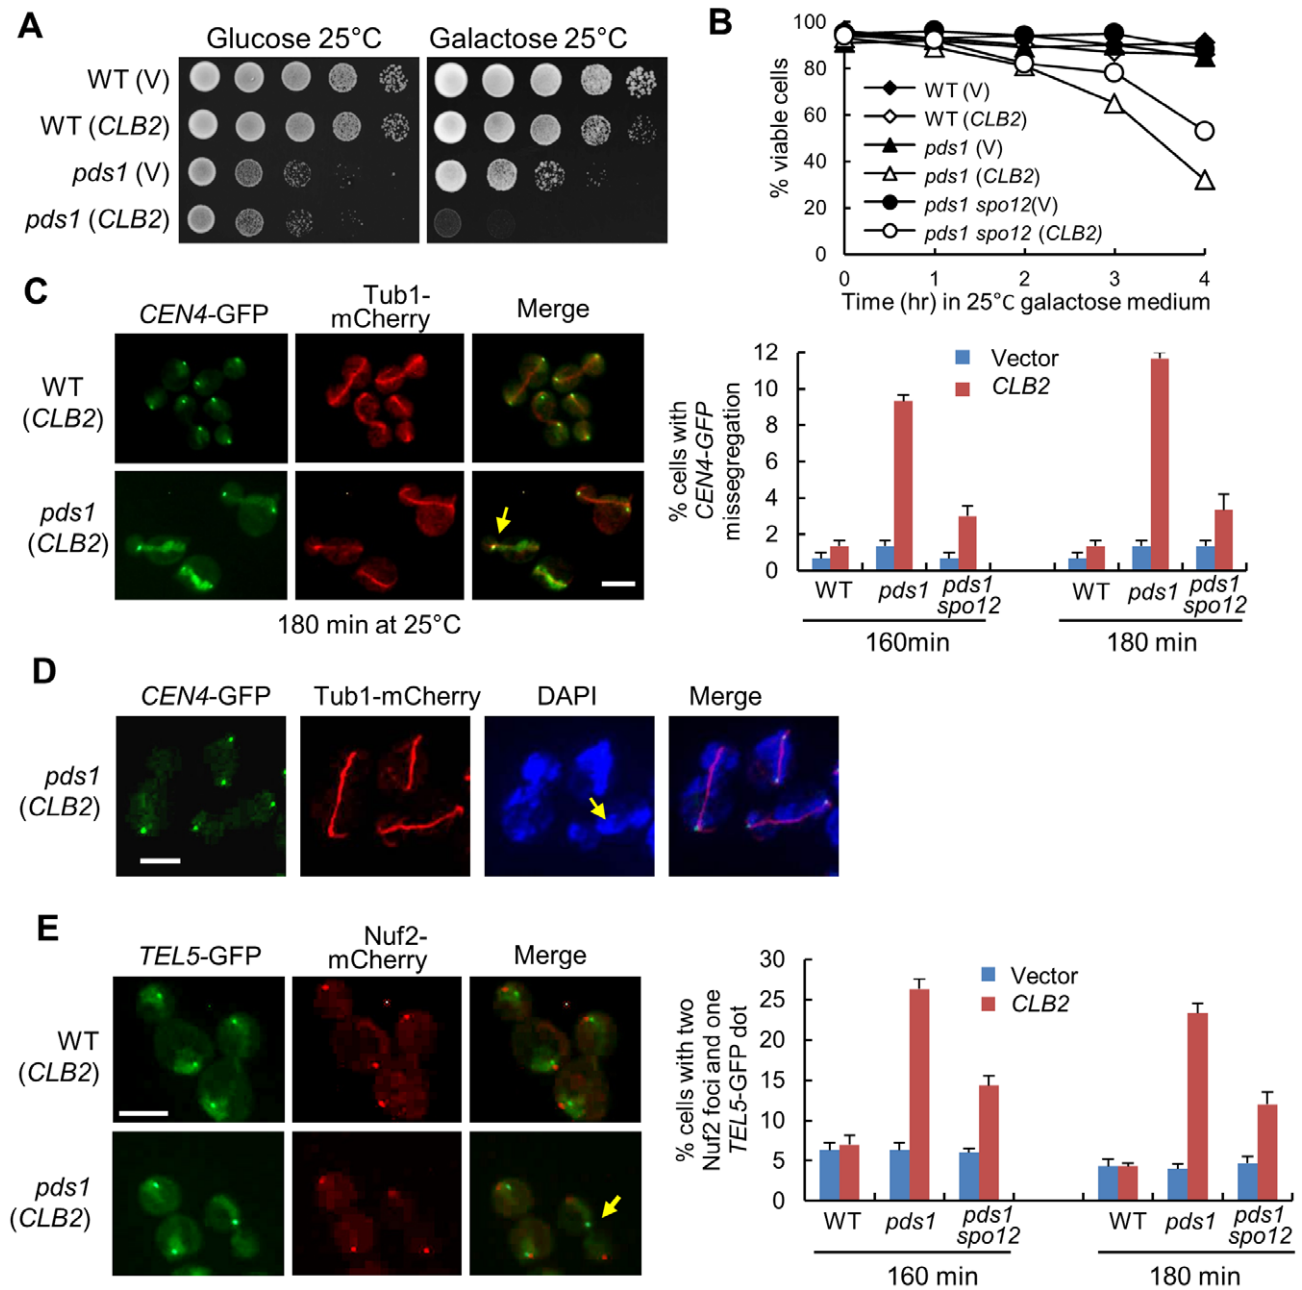 A
Glucose 25°C
Galactose 25°C
WT (V)
WT (CLB2)
pds1 (V)
pds1 (CLB2)
B
% viable cells
100
80
60
40
20
0
WT (V)
WT (CLB2)
pds1 (V)
pds1 (CLB2)
pds1 spo12(V)
pds1 spo12 (CLB2)
0 1 2 3 4
Time (hr) in 25°C galactose medium
C
CEN4-GFP
Tub1-
mCherry
Merge
WT
(CLB2)
pds1
(CLB2)
180 min at 25°C
% cells with
CEN4-GFP
missegregation
12
10
8
6
4
2
0
Vector
CLB2
WT pds1 pds1
spo12
WT pds1 pds1
spo12
160min
180 min
D
CEN4-GFP
Tub1-mCherry
DAPI
Merge
pds1
(CLB2)
E
TEL5-GFP
Nuf2-
mCherry
Merge
WT
(CLB2)
pds1
(CLB2)
% cells with two
Nuf2 foci and one
TEL5-GFP dot
30
25
20
15
10
5
0
Vector
CLB2
WT pds1 pds1
spo12
WT pds1 pds1
spo12
160 min
180 min